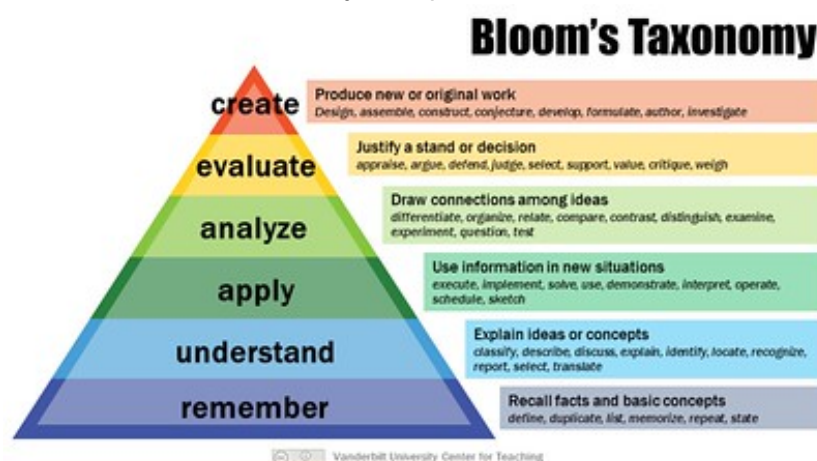 Bloom's Taxonomy
create
Produce new or original work
Design, assemble, construct, conjecture, develop, formulate, author, investigate
evaluate
Justify a stand or decision
appraise, argue, defend, judge, select, support, value, critique, weigh
analyze
Draw connections among ideas
differentiate, organize, relate, compare, contrast, distinguish, examine,
experiment, question, test
apply
Use information in new situations
execute, implement, solve, use, demonstrate, interpret, operate,
schedule, sketch
understand
Explain ideas or concepts
classify, describe, discuss, explain, identify, locate, recognize,
report, select, translate
remember
Recall facts and basic concepts
define, duplicate, list, memorize, repeat, state
Vanderbilt University Center for Teaching